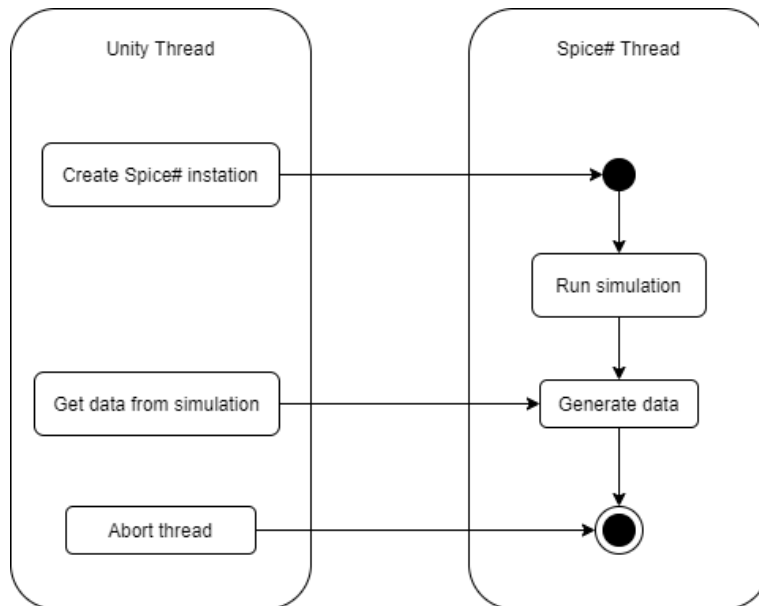 Unity Thread
Spice# Thread
Create Spice# instation
Run simulation
Get data from simulation
Generate data
Abort thread